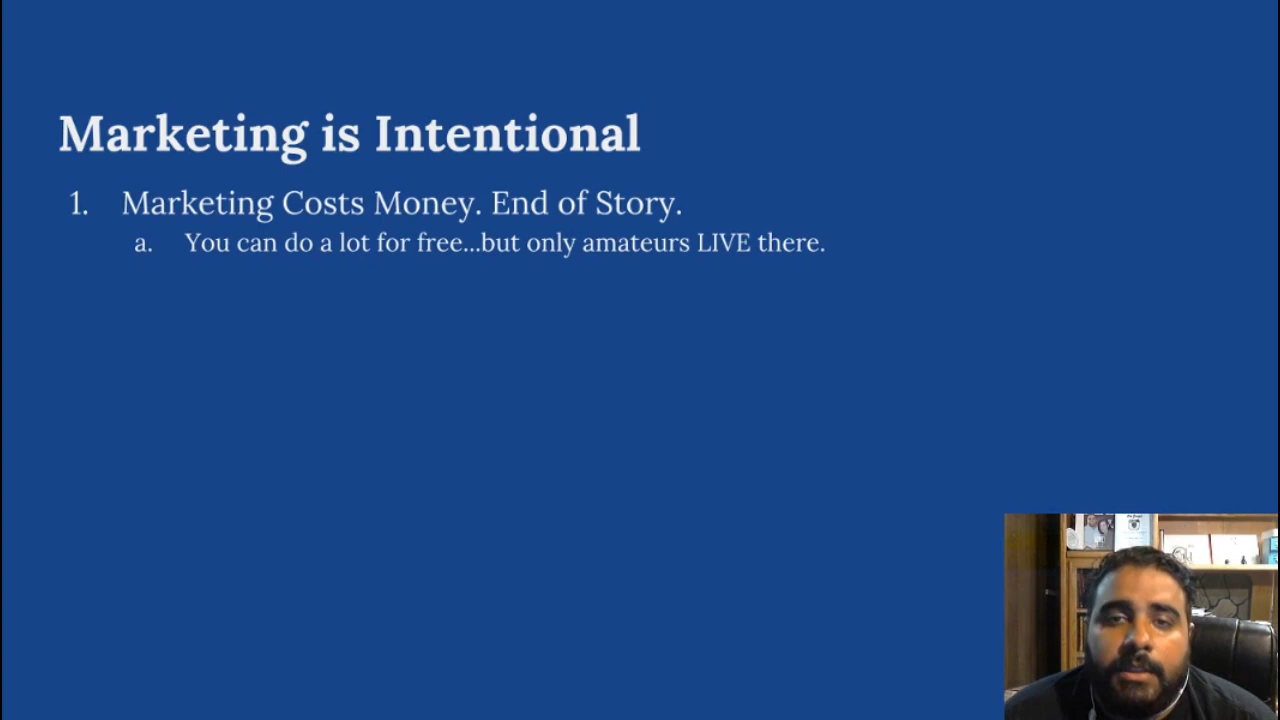 Marketing is Intentional
1. Marketing Costs Money. End of Story.
a. You can do a lot for free...but only amateurs LIVE there.